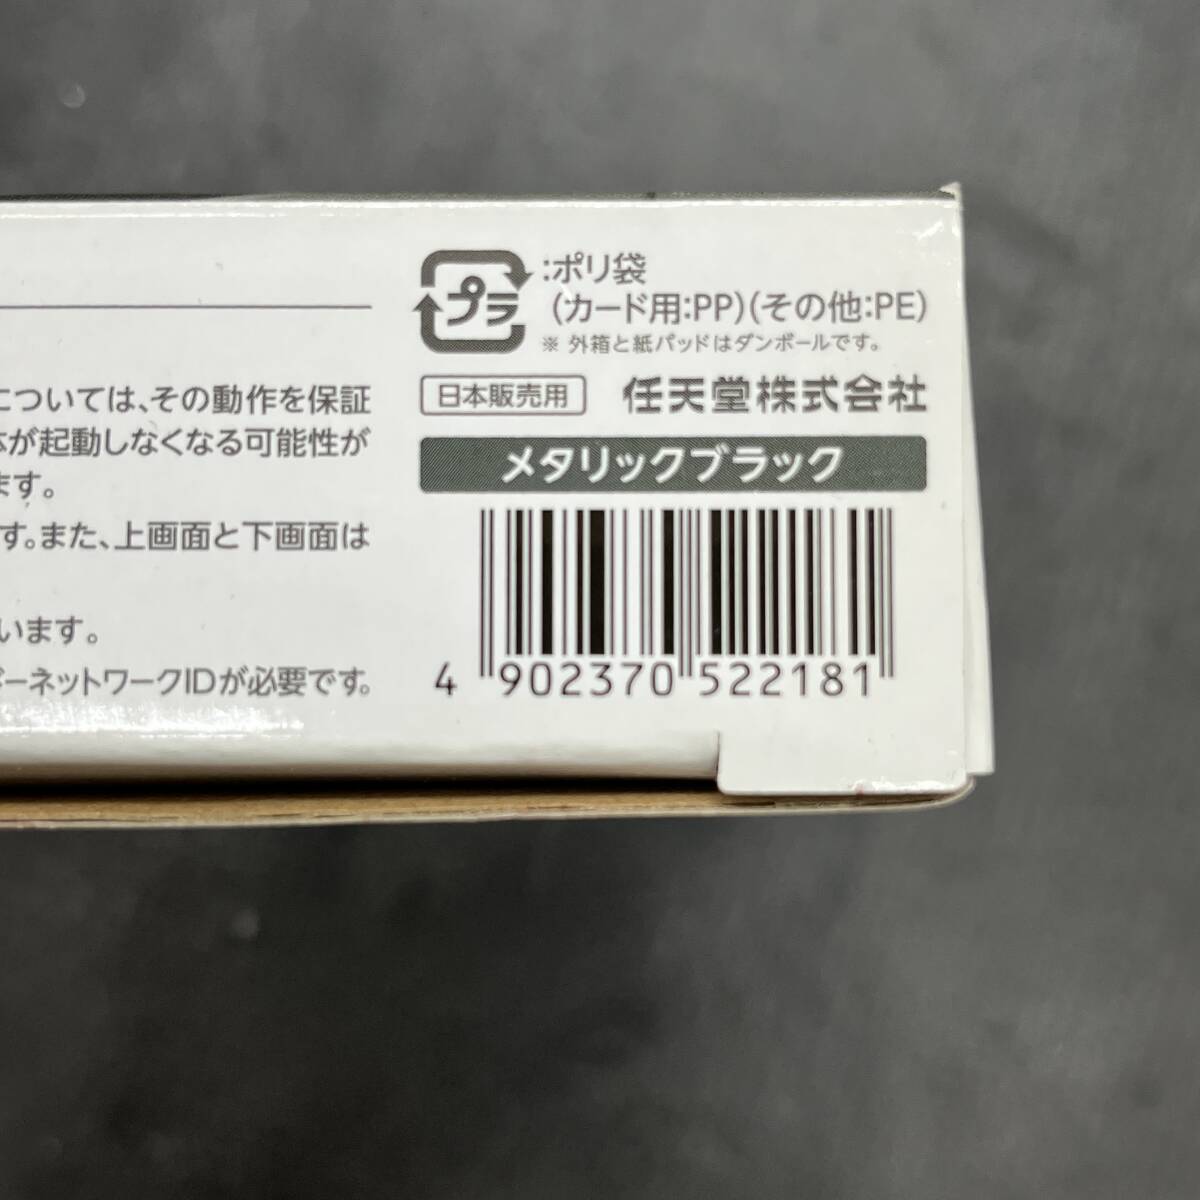 については、その動作を保証
が起動しなくなる可能性が
ます。
す。また、上画面と下画面は
います。
ーネットワークIDが必要です。
プラ
:ポリ袋
(カード用:PP)(その他:PE)
※ 外箱と紙パッドはダンボールです。
日本販売用 任天堂株式会社
メタリックブラック
4 902370 522181